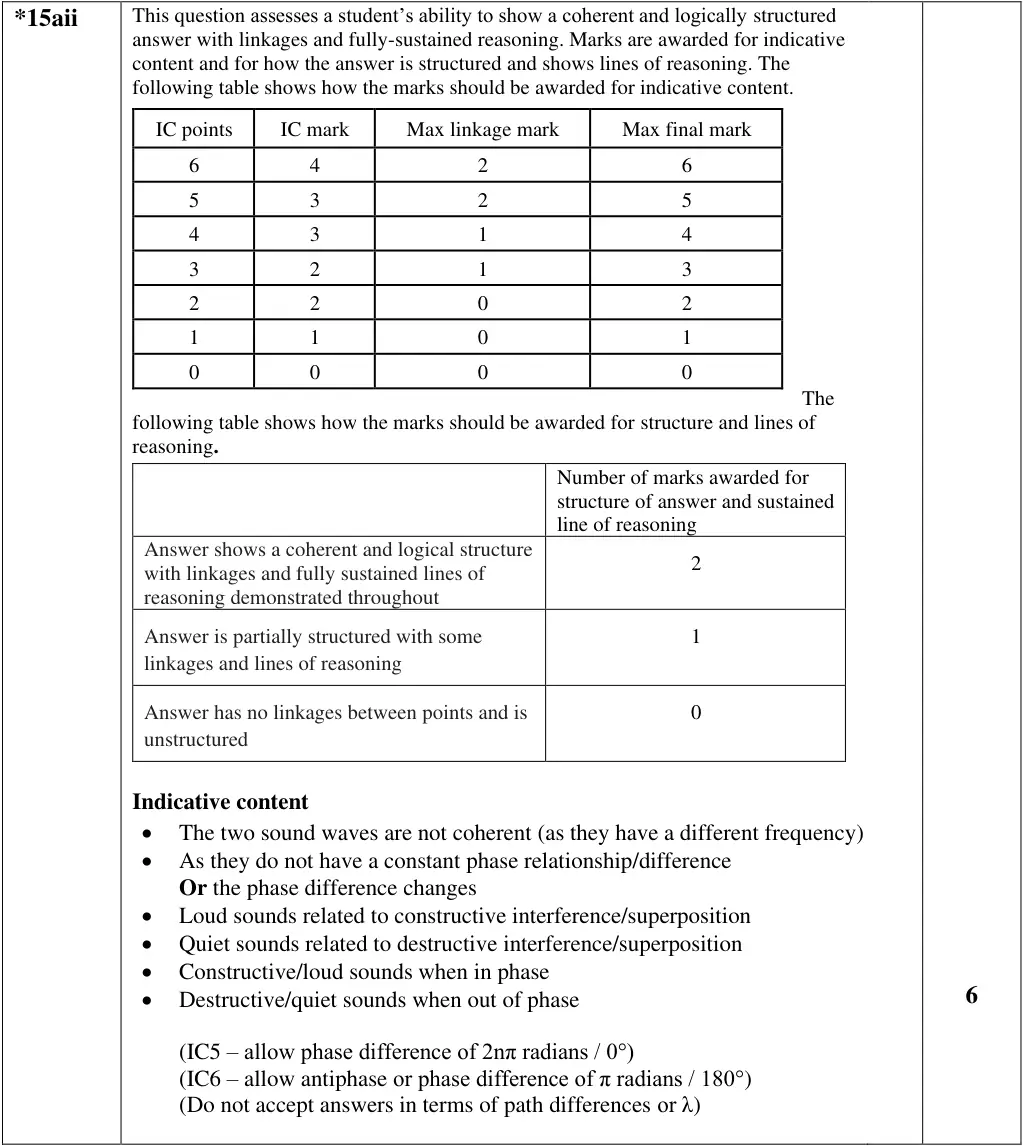 *15aii
This question assesses a student’s ability to show a coherent and logically structured
answer with linkages and fully-sustained reasoning. Marks are awarded for indicative
content and for how the answer is structured and shows lines of reasoning. The
following table shows how the marks should be awarded for indicative content.
IC points IC mark Max linkage mark Max final mark
6 4 2 6
5 3 2 5
4 3 1 4
3 2 1 3
2 2 0 2
1 1 0 1
0 0 0 0
The
following table shows how the marks should be awarded for structure and lines of
reasoning.
Number of marks awarded for
structure of answer and sustained
line of reasoning
Answer shows a coherent and logical structure
with linkages and fully sustained lines of
reasoning demonstrated throughout
2
Answer is partially structured with some
linkages and lines of reasoning
1
Answer has no linkages between points and is
unstructured
0
Indicative content
• The two sound waves are not coherent (as they have a different frequency)
• As they do not have a constant phase relationship/difference
Or the phase difference changes
• Loud sounds related to constructive interference/superposition
• Quiet sounds related to destructive interference/superposition
• Constructive/loud sounds when in phase
• Destructive/quiet sounds when out of phase
6
(IC5 – allow phase difference of 2nπ radians / 0°)
(IC6 – allow antiphase or phase difference of π radians / 180°)
(Do not accept answers in terms of path differences or λ)